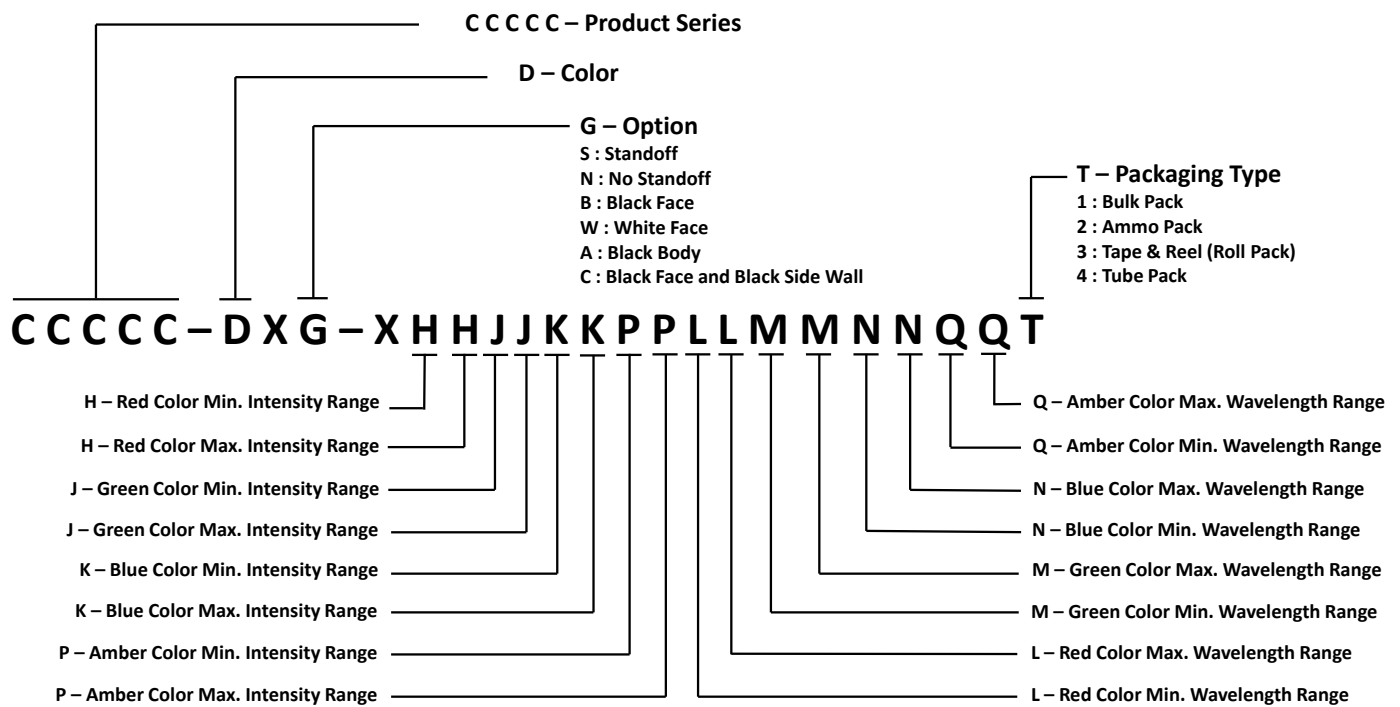 C C C C C – Product Series
D – Color
G – Option
S : Standoff
N : No Standoff
B : Black Face
W : White Face
A : Black Body
C : Black Face and Black Side Wall
T – Packaging Type
1 : Bulk Pack
2 : Ammo Pack
3 : Tape & Reel (Roll Pack)
4 : Tube Pack
C C C C C – D X G – X H H J J K K P P L L M M N N Q Q T
H – Red Color Min. Intensity Range
H – Red Color Max. Intensity Range
J – Green Color Min. Intensity Range
J – Green Color Max. Intensity Range
K – Blue Color Min. Intensity Range
K – Blue Color Max. Intensity Range
P – Amber Color Min. Intensity Range
P – Amber Color Max. Intensity Range
Q – Amber Color Max. Wavelength Range
Q – Amber Color Min. Wavelength Range
N – Blue Color Max. Wavelength Range
N – Blue Color Min. Wavelength Range
M – Green Color Max. Wavelength Range
M – Green Color Min. Wavelength Range
L – Red Color Max. Wavelength Range
L – Red Color Min. Wavelength Range